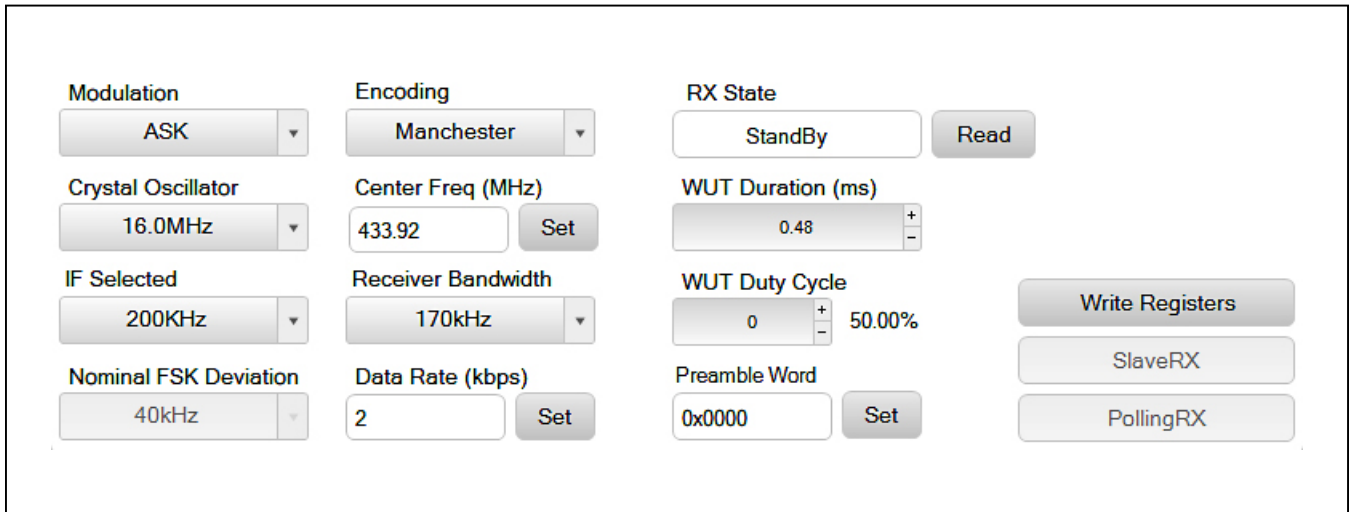 Modulation
Encoding
RX State
ASK
Manchester
StandBy
Read
Crystal Oscillator
Center Freq (MHz)
WUT Duration (ms)
16.0MHz
433.92
Set
0.48
+
−
IF Selected
Receiver Bandwidth
WUT Duty Cycle
200KHz
170kHz
0
+
−
50.00%
Write Registers
SlaveRX
Nominal FSK Deviation
Data Rate (kbps)
Preamble Word
40kHz
2
Set
0x0000
Set
PollingRX